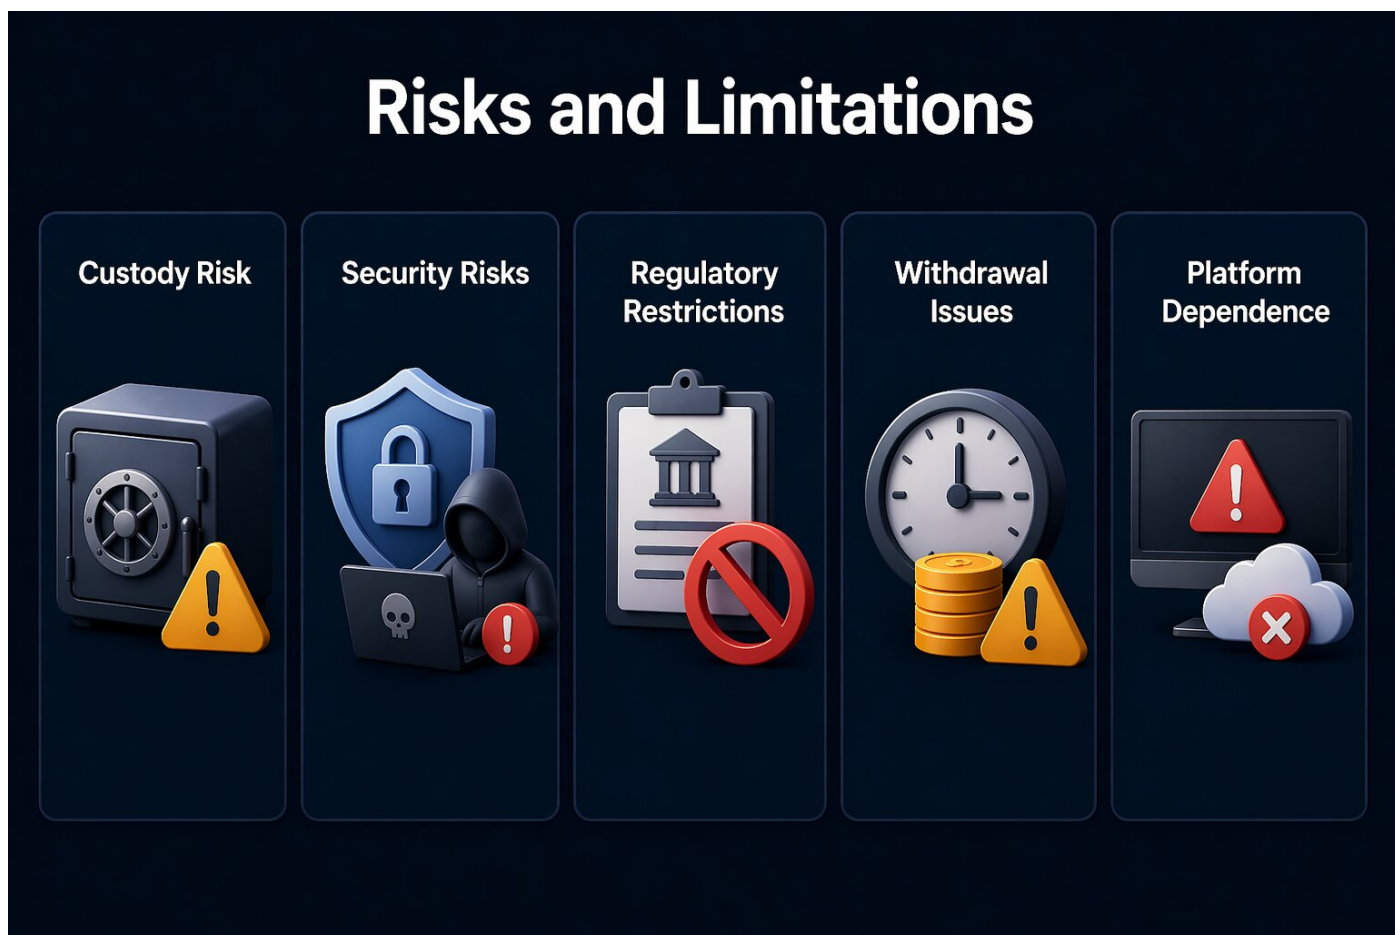 Risks and Limitations
Custody Risk
Security Risks
Regulatory
Restrictions
Withdrawal
Issues
Platform
Dependence